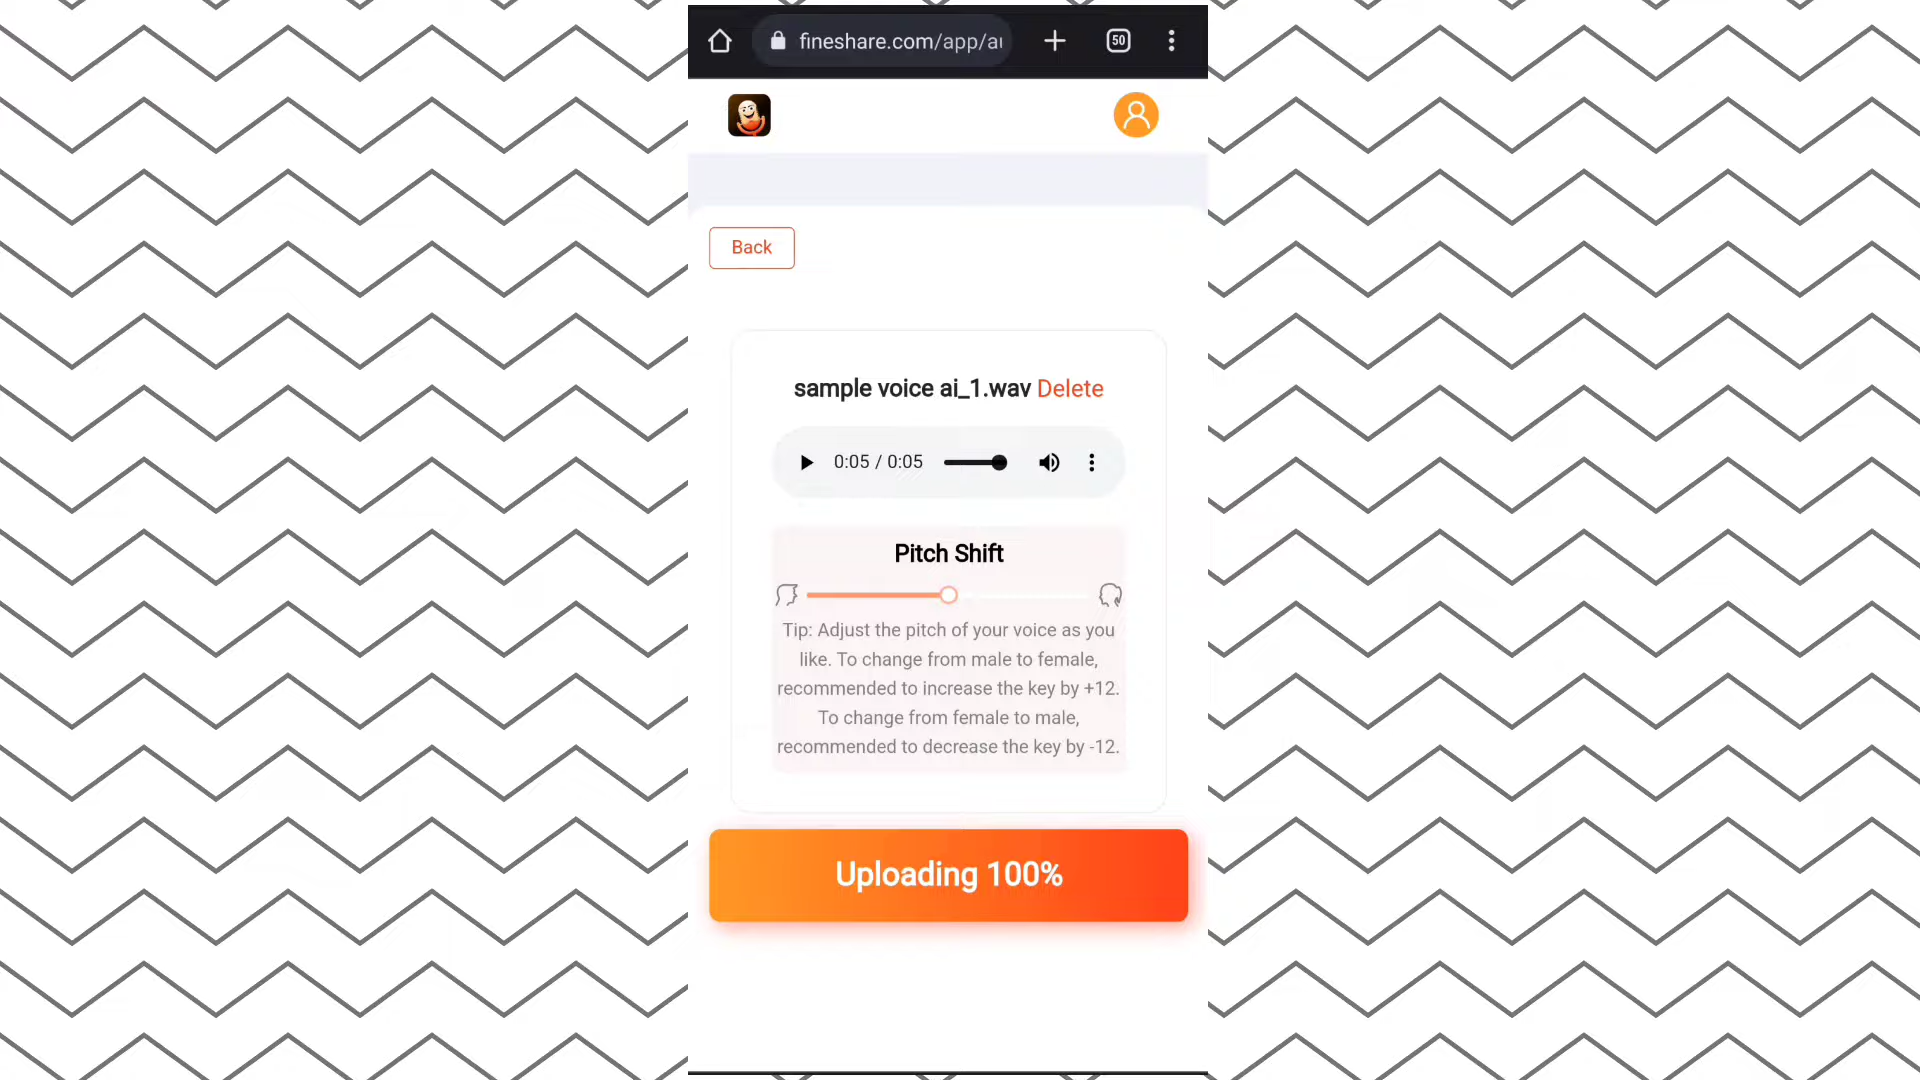 fineshare.com/app/au
50
Back
sample voice ai_1.wav Delete
0:05 / 0:05
Pitch Shift
Tip: Adjust the pitch of your voice as you
like. To change from male to female,
recommended to increase the key by +12.
To change from female to male,
recommended to decrease the key by -12.
Uploading 100%